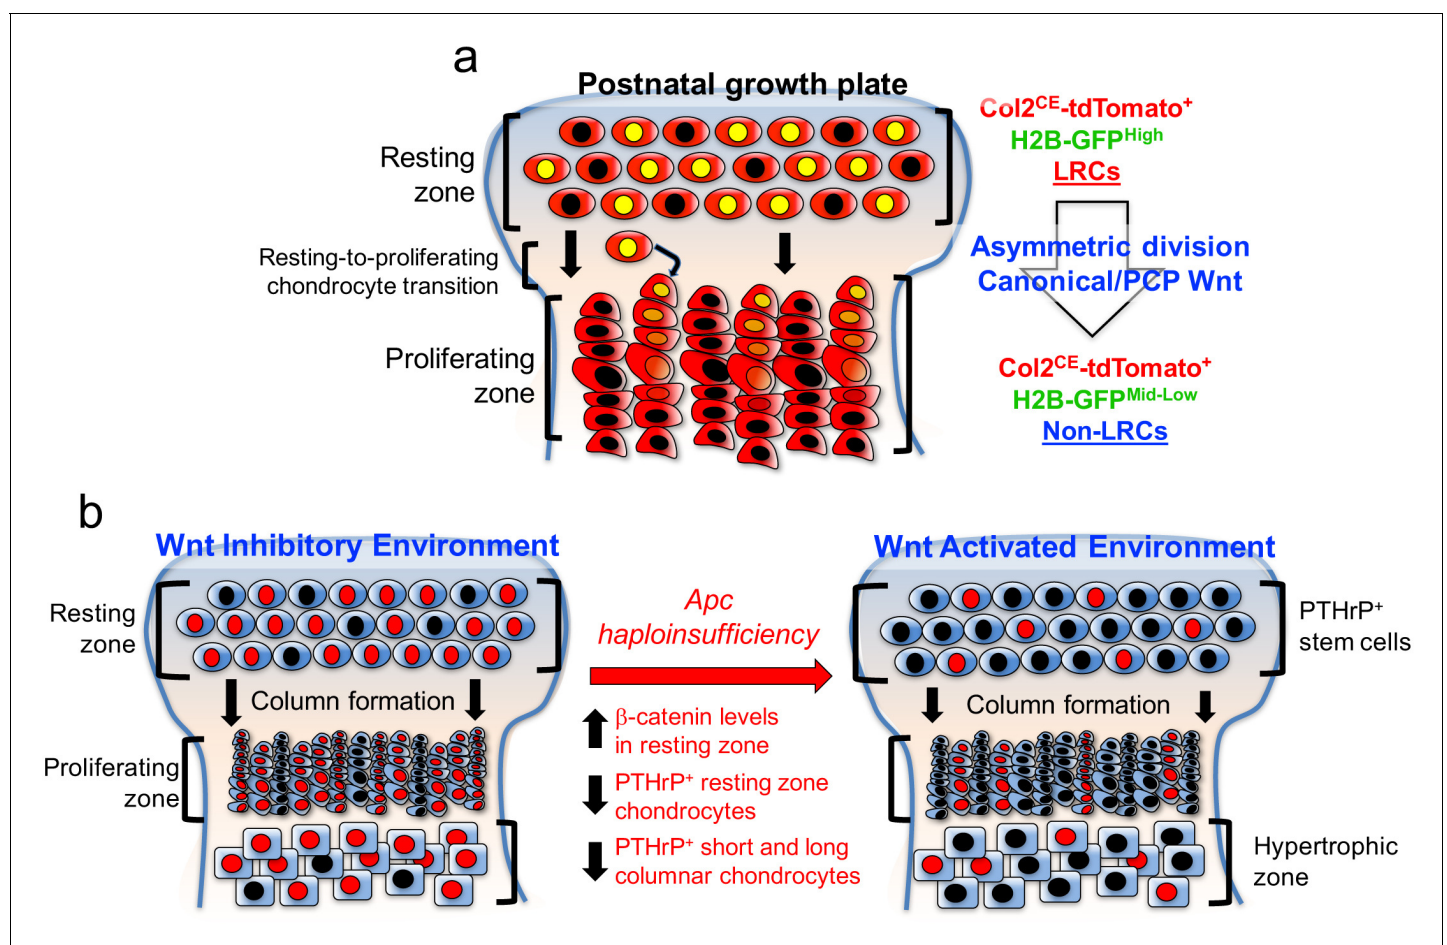 a
Postnatal growth plate
Resting
zone
Resting-to-proliferating
chondrocyte transition
Proliferating
zone
Col2CE-tdTomato+
H2B-GFPHigh
LRCs
Asymmetric division
Canonical/PCP Wnt
Col2CE-tdTomato+
H2B-GFPMid-Low
Non-LRCs
b
Wnt Inhibitory Environment
Resting
zone
Column formation
Proliferating
zone
Apc
haploinsufficiency
β-catenin levels
in resting zone
PTHrP+ resting zone
chondrocytes
PTHrP+ short and long
columnar chondrocytes
Wnt Activated Environment
PTHrP+
stem cells
Column formation
Hypertrophic
zone